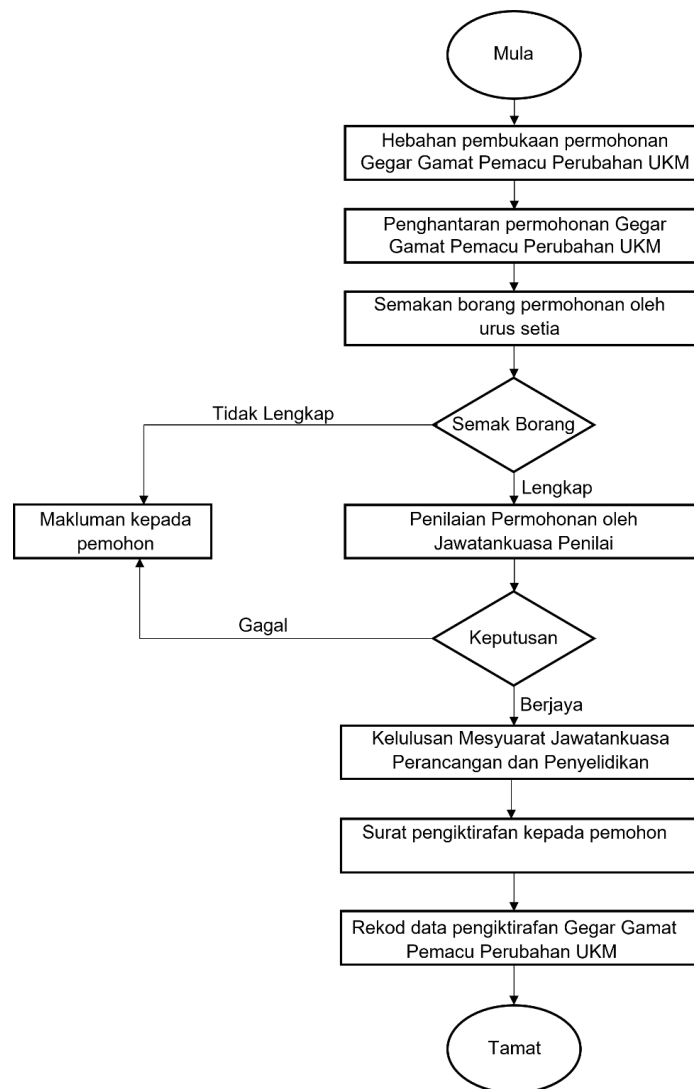 Mula
Hebahan pembukaan permohonan
Gegar Gamat Pemacu Perubahan UKM
Penghantaran permohonan Gegar
Gamat Pemacu Perubahan UKM
Semakan borang permohonan oleh
urus setia
Tidak Lengkap
Semak Borang
Lengkap
Makluman kepada
pemohon
Penilaian Permohonan oleh
Jawatankuasa Penilai
Gagal
Keputusan
Berjaya
Kelulusan Mesyuarat Jawatankuasa
Perancangan dan Penyelidikan
Surat pengiktirafan kepada pemohon
Rekod data pengiktirafan Gegar Gamat
Pemacu Perubahan UKM
Tamat